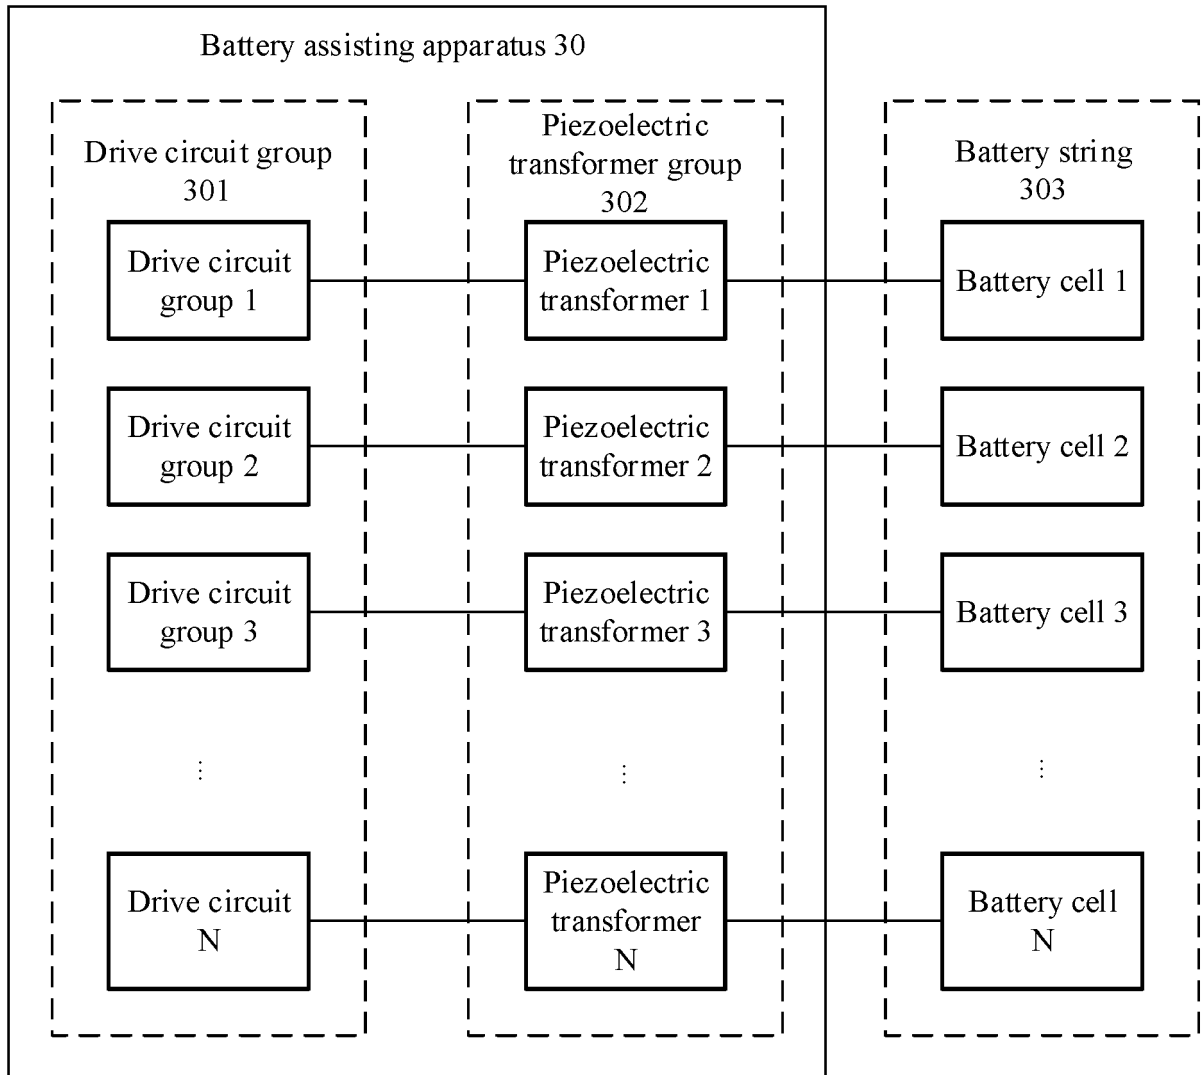 Battery assisting apparatus 30
Drive circuit group
301
Piezoelectric
transformer group
302
Battery string
303
Drive circuit
group 1
Piezoelectric
transformer 1
Battery cell 1
Drive circuit
group 2
Piezoelectric
transformer 2
Battery cell 2
Drive circuit
group 3
Piezoelectric
transformer 3
Battery cell 3
⋮
⋮
⋮
Drive circuit
N
Piezoelectric
transformer
N
Battery cell
N